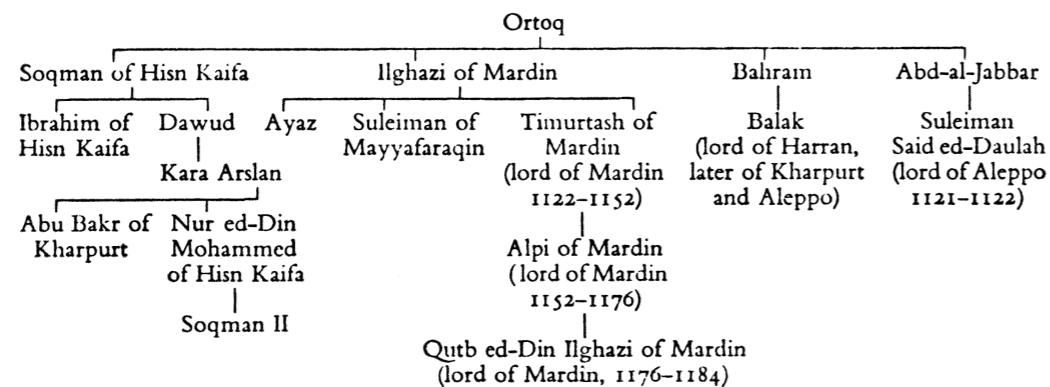 Ortoq
Soqman of Hisn Kaifa Ilghazi of Mardin Bahram Abd-al-Jabbar
Ibrahim of Dawud Ayaz Suleiman of Timurtash of Balak Suleiman
Hisn Kaifa Mayyafaraqin Mardin (lord of Harran, Said ed-Daulah
Kara Arslan (lord of Mardin later of Kharpurt (lord of Aleppo
1122–1152) and Aleppo) 1121–1122)
Abu Bakr of Nur ed-Din
Kharpurt Mohammed Alpi of Mardin
of Hisn Kaifa (lord of Mardin
1152–1176)
Soqman II
Qutb ed-Din Ilghazi of Mardin
(lord of Mardin, 1176–1184)